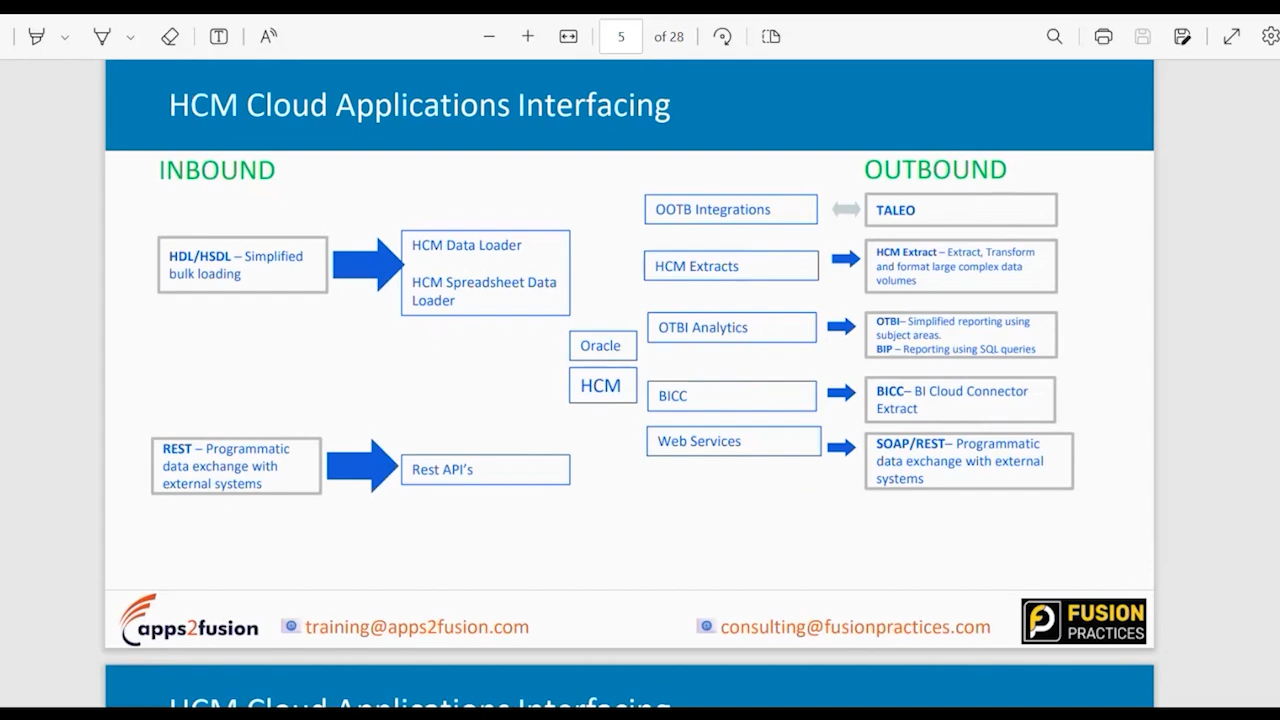 5 of 28
HCM Cloud Applications Interfacing
INBOUND
OUTBOUND
HDL/HSDL – Simplified
bulk loading
HCM Data Loader
HCM Spreadsheet Data
Loader
REST – Programmatic
data exchange with
external systems
Rest API's
Oracle
HCM
OOTB Integrations
TALEO
HCM Extracts
HCM Extract – Extract, Transform
and format large complex data
volumes
OTBI Analytics
OTBI– Simplified reporting using
subject areas.
BIP – Reporting using SQL queries
BICC
BICC– BI Cloud Connector
Extract
Web Services
SOAP/REST– Programmatic
data exchange with external
systems
apps2fusion
training@apps2fusion.com
consulting@fusionpractices.com
FUSION
PRACTICES
HCM Cloud Applications Interfacing